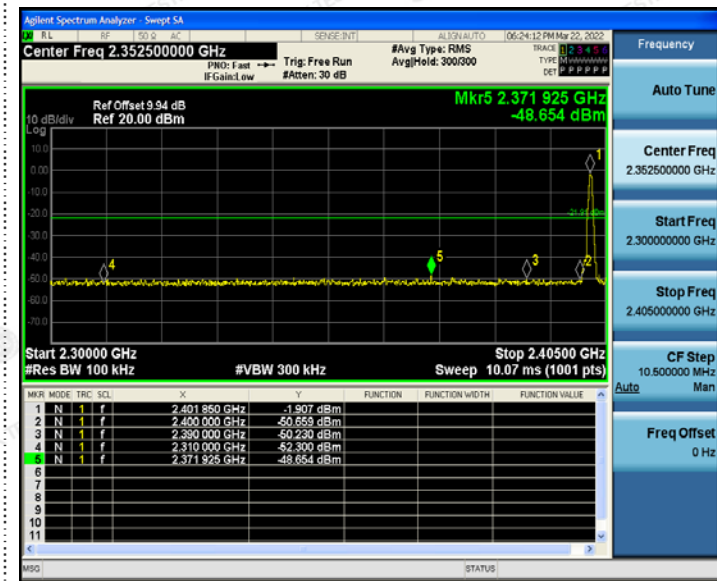 Agilent Spectrum Analyzer - Swept SA
RL RF 50 Ω AC SENSE:INT ALIGN AUTO 06:24:12 PM Mar 22, 2022
Center Freq 2.352500000 GHz #Avg Type: RMS TRACE 1 2 3 4 5 6
PNO: Fast Trig: Free Run Avg|Hold: 300/300 TYPE M
IFGain:Low #Atten: 30 dB DET P P P P P P
Mkr5 2.371 925 GHz
Ref Offset 9.94 dB
10 dB/div Ref 20.00 dBm -48.654 dBm
Log
10.0
0.00
-10.0
-20.0
-30.0
-40.0
-50.0
-60.0
-70.0
1
-21.91 dBm
4
5
3
2
Start 2.30000 GHz Stop 2.40500 GHz
#Res BW 100 kHz #VBW 300 kHz Sweep 10.07 ms (1001 pts)
MKR MODE TRC SCL X Y FUNCTION FUNCTION WIDTH FUNCTION VALUE
1 N 1 f 2.401 850 GHz -1.907 dBm
2 N 1 f 2.400 000 GHz -50.659 dBm
3 N 1 f 2.390 000 GHz -50.230 dBm
4 N 1 f 2.310 000 GHz -52.300 dBm
5 N 1 f 2.371 925 GHz -48.654 dBm
6
7
8
9
10
11
MSG STATUS
Frequency
Auto Tune
Center Freq
2.352500000 GHz
Start Freq
2.300000000 GHz
Stop Freq
2.405000000 GHz
CF Step
10.500000 MHz
Auto Man
Freq Offset
0 Hz